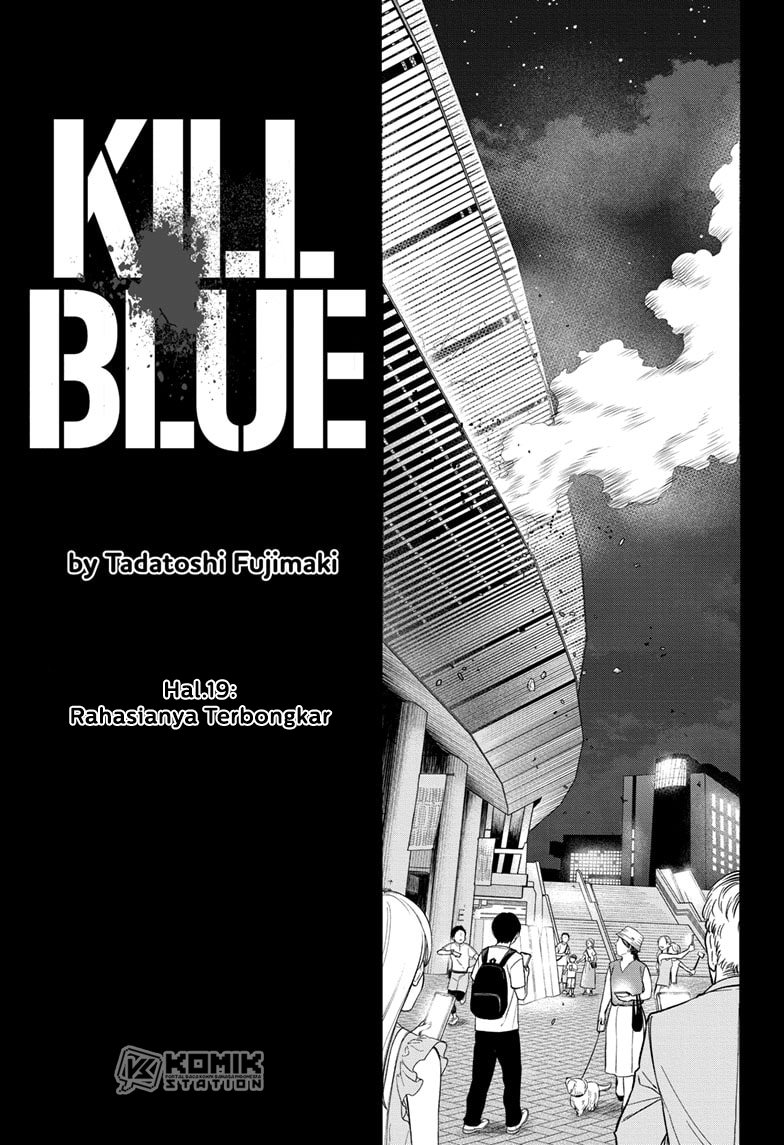 KILL
BLUE
by Tadatoshi Fujimaki
Hal.19:
Rahasianya Terbongkar
KOMIK
STATION